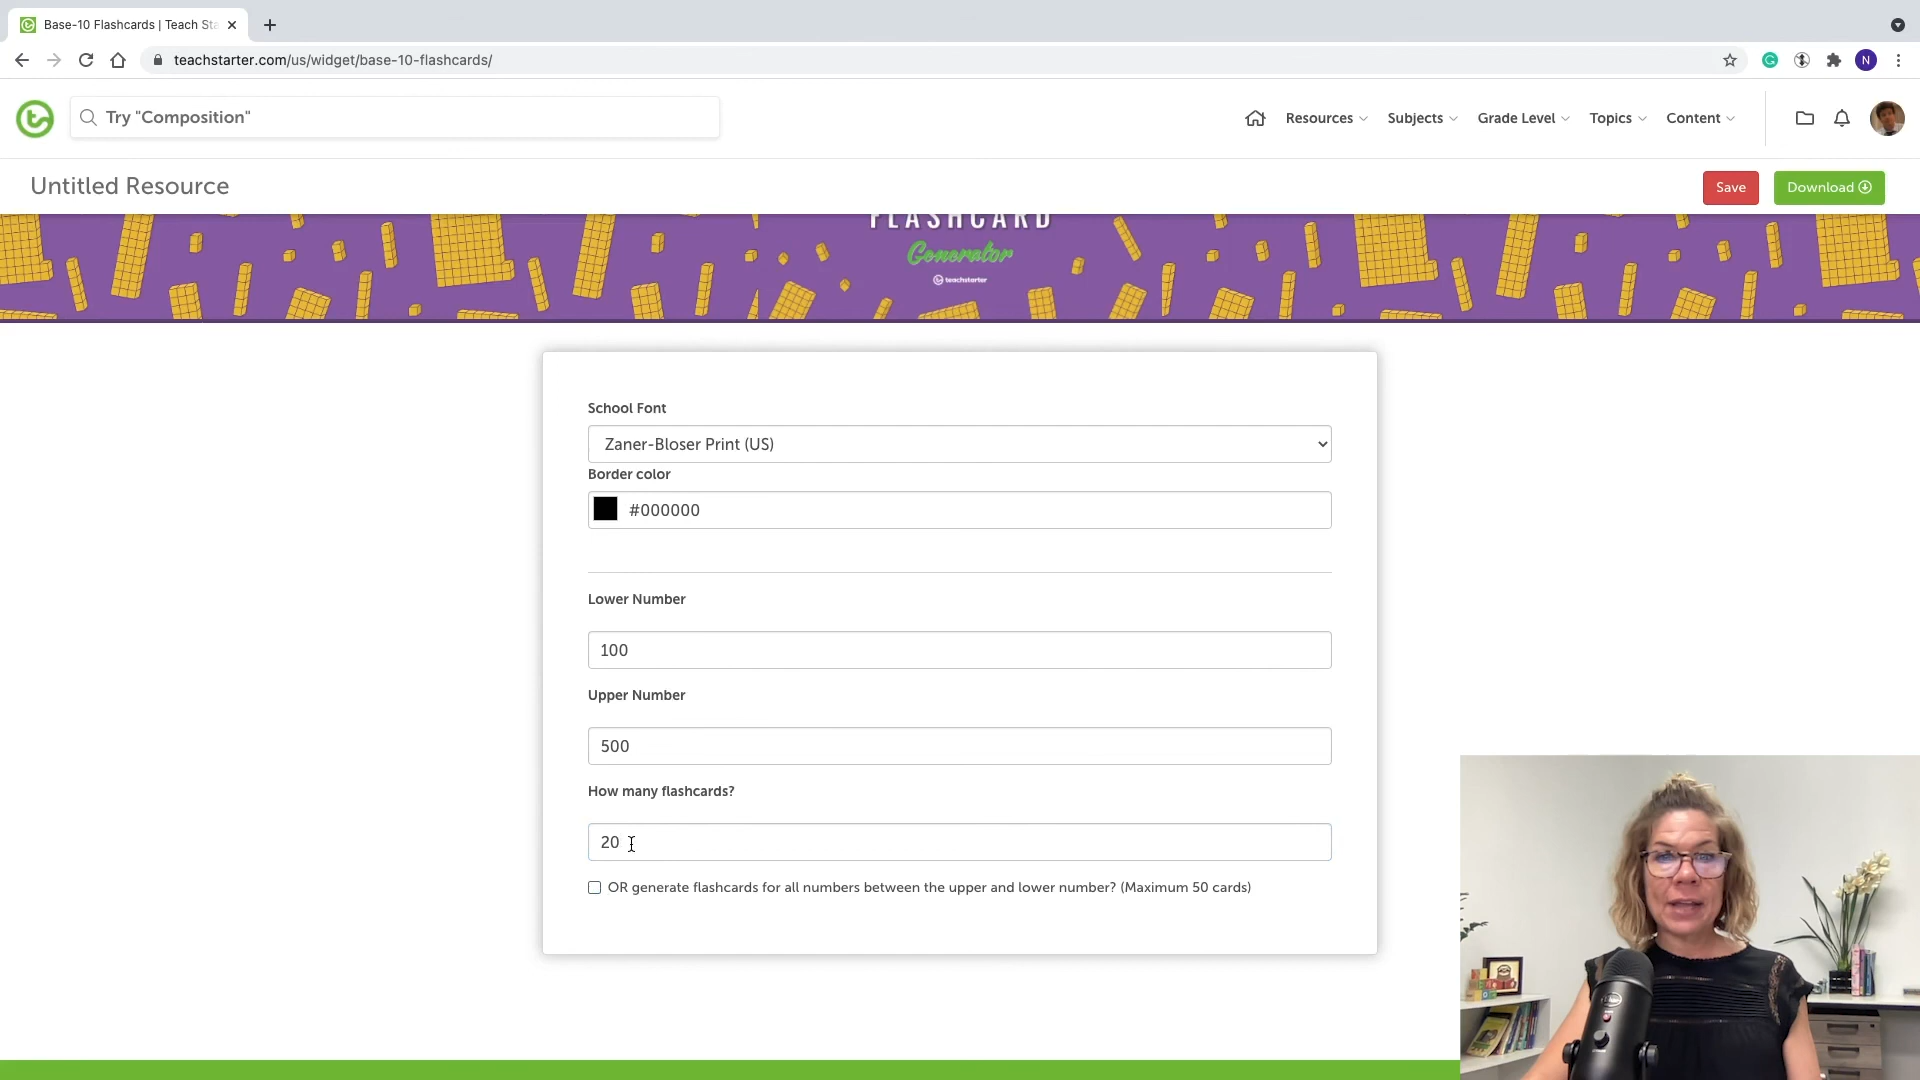 Base-10 Flashcards | Teach Sta
teachstarter.com/us/widget/base-10-flashcards/
N
Try "Composition"
Resources
Subjects
Grade Level
Topics
Content
Untitled Resource
Save
Download
FLASHCARD
Generator
teachstarter
School Font
Zaner-Bloser Print (US)
Border color
#000000
Lower Number
100
Upper Number
500
How many flashcards?
20
OR generate flashcards for all numbers between the upper and lower number? (Maximum 50 cards)